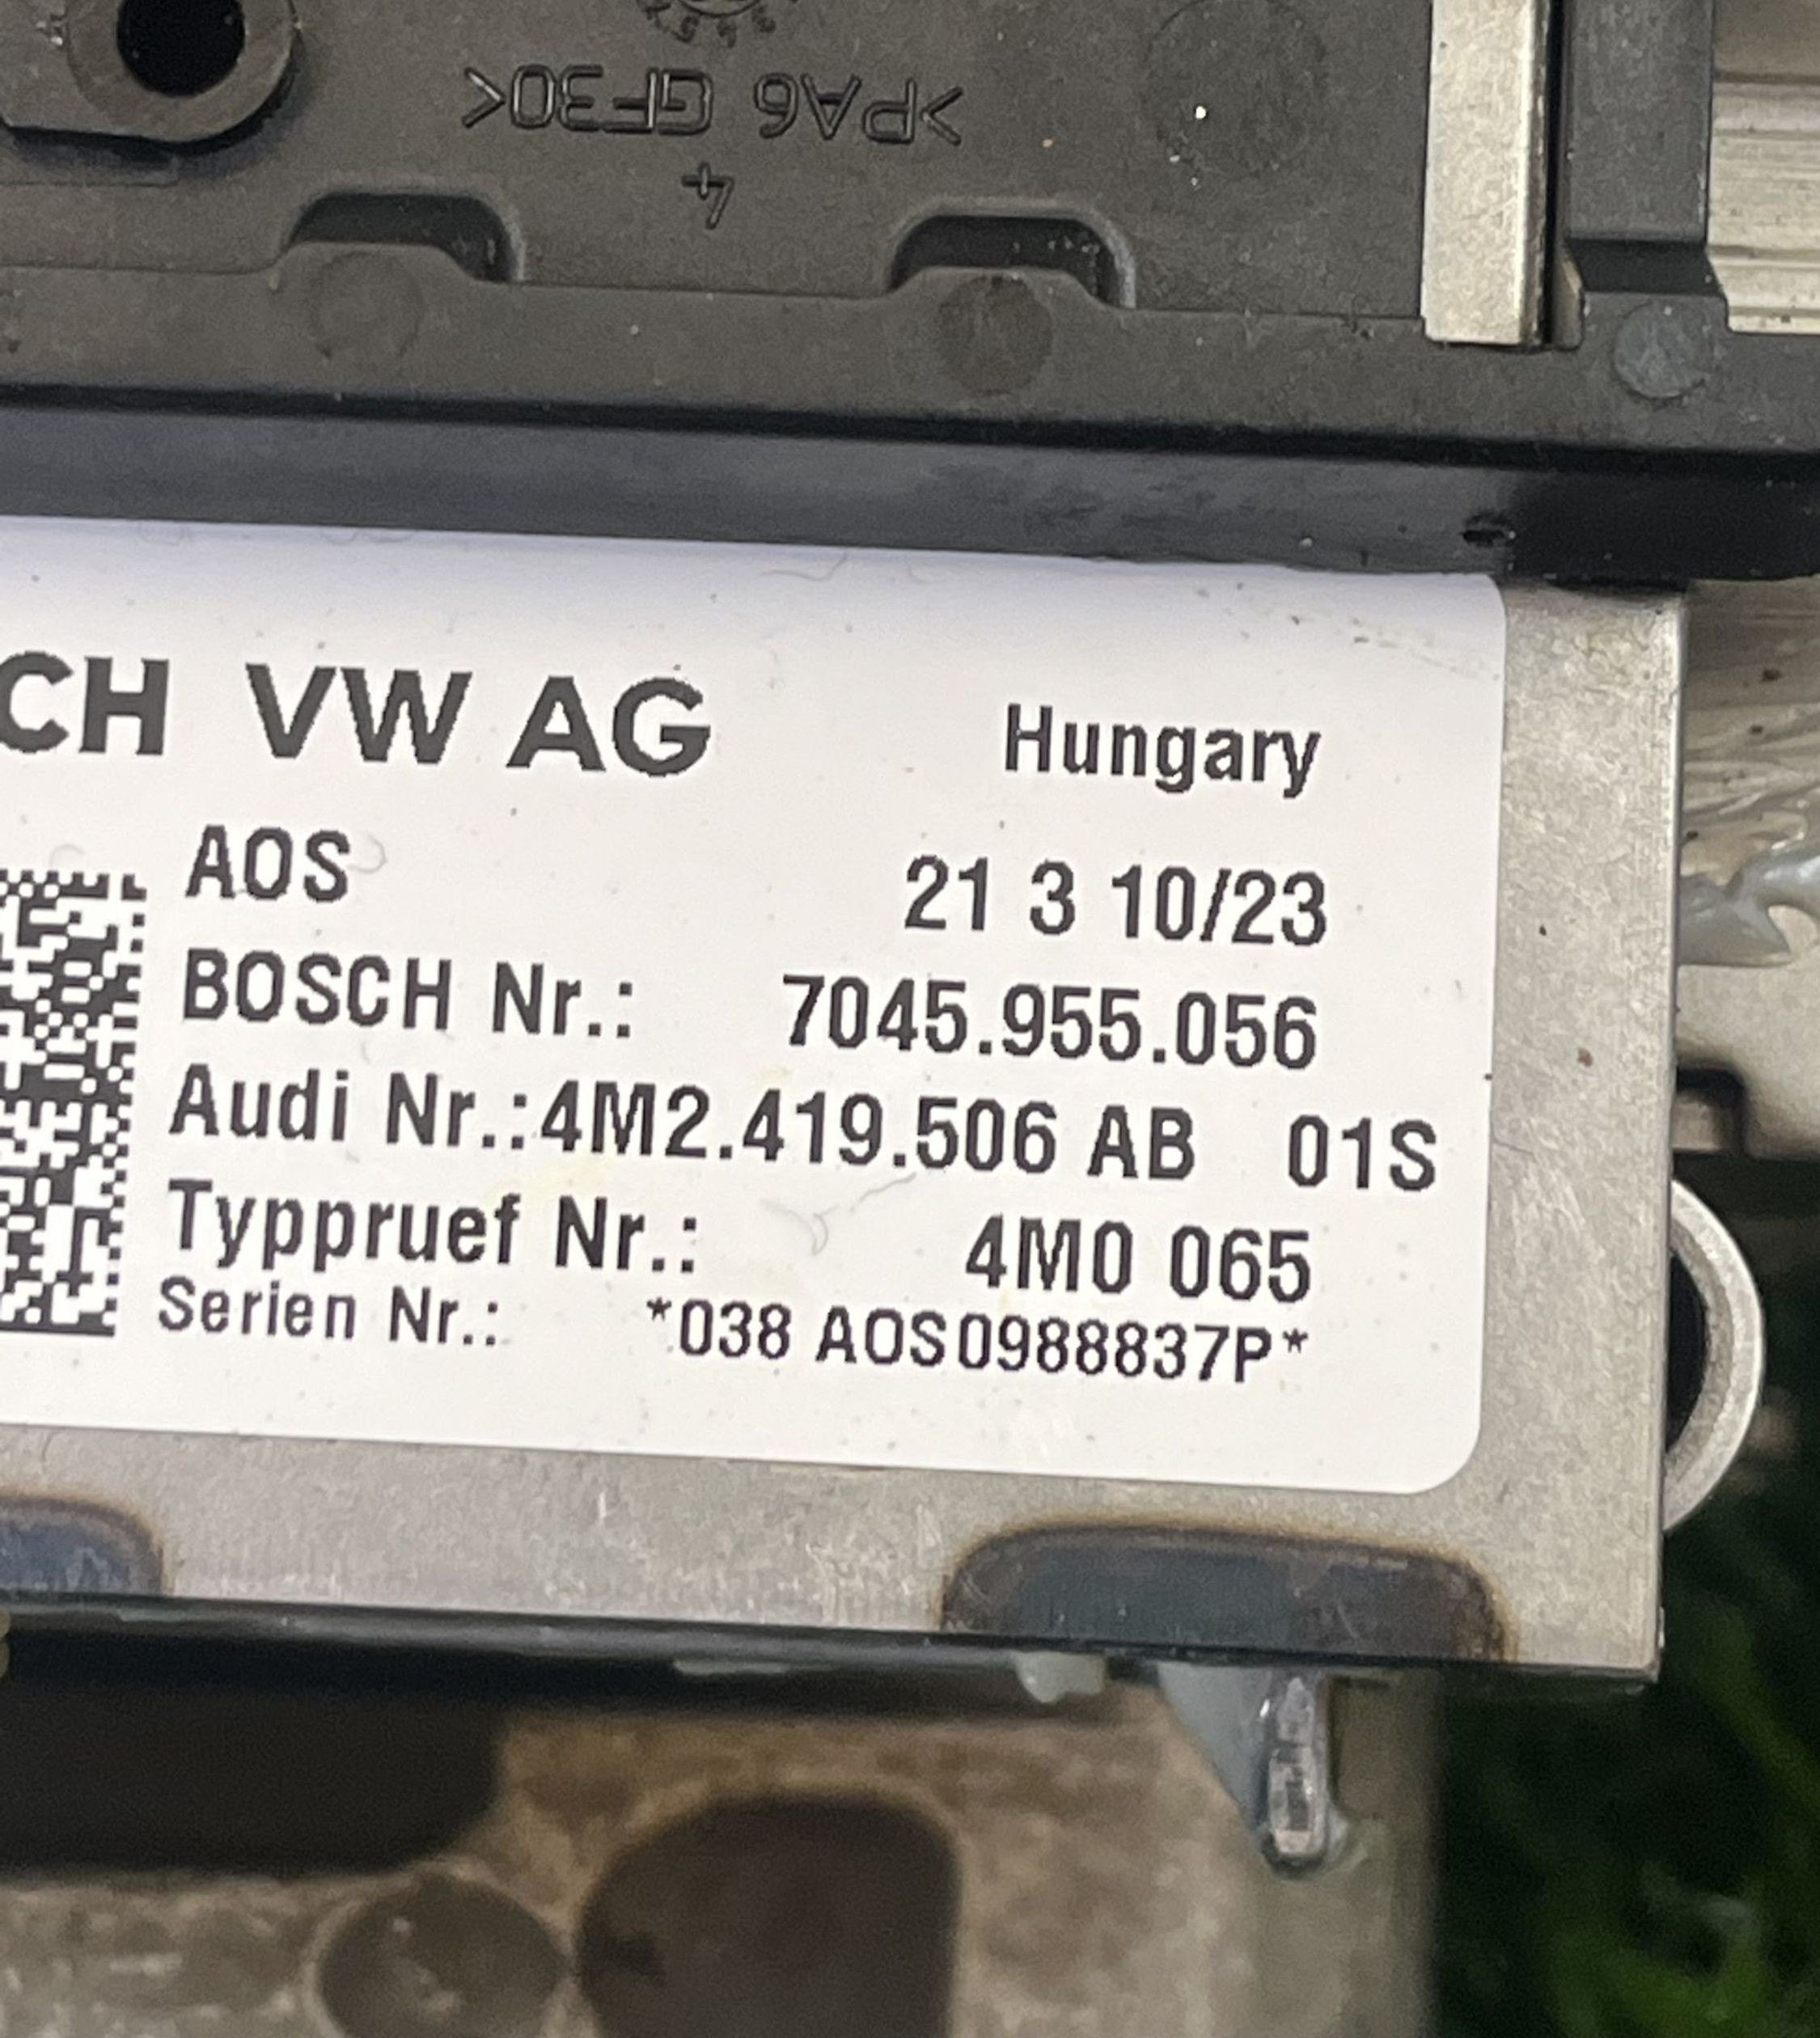 >PA6 GF30<
4
CH VW AG Hungary
AOS 21 3 10/23
BOSCH Nr.: 7045.955.056
Audi Nr.:4M2.419.506 AB 01S
Typpruef Nr.: 4M0 065
Serien Nr.: *038 AOS0988837P*